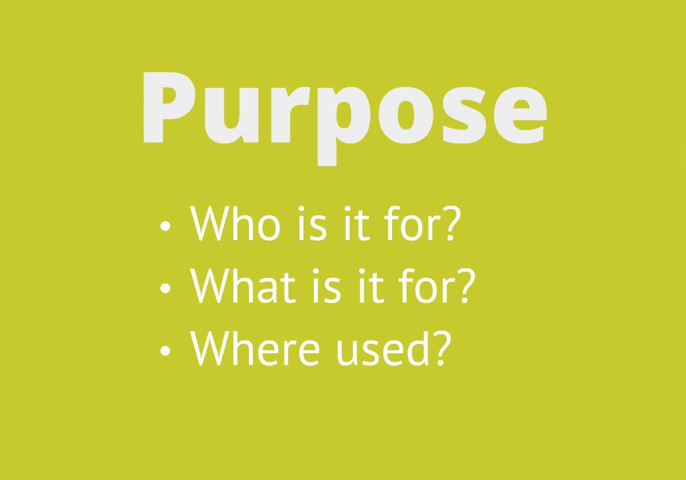 Purpose
• Who is it for?
• What is it for?
• Where used?